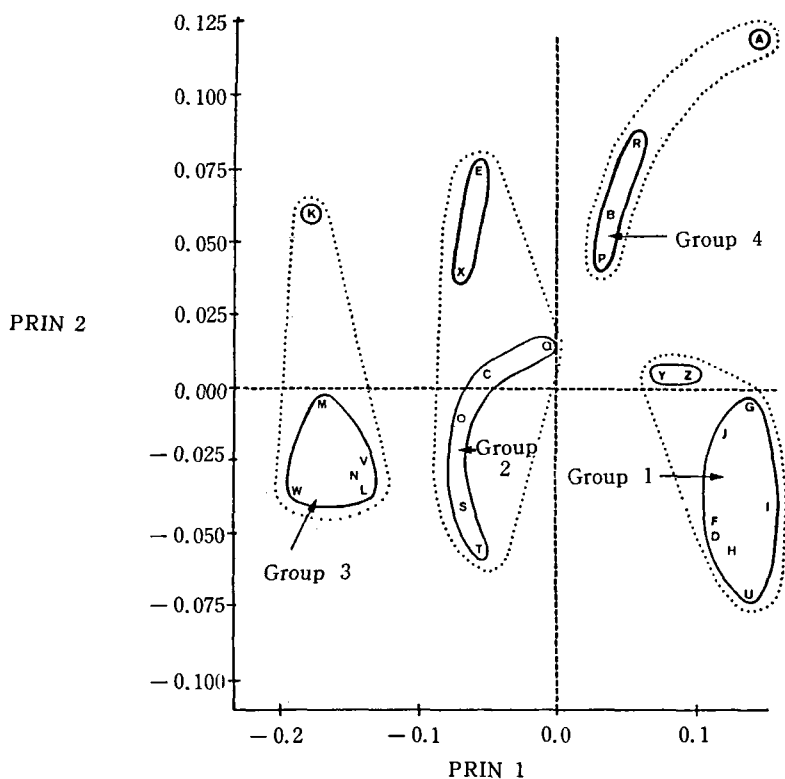 0.125
0.100
0.075
0.050
0.025
0.000
−0.025
−0.050
−0.075
−0.100
PRIN 2
A
R
E
K
B
Group 4
P
X
Q
C
Y Z
M
G
O
J
Group
2
V
N
Group 1
W
L
S
I
F
D
T
H
Group 3
U
−0.2
−0.1
0.0
0.1
PRIN 1